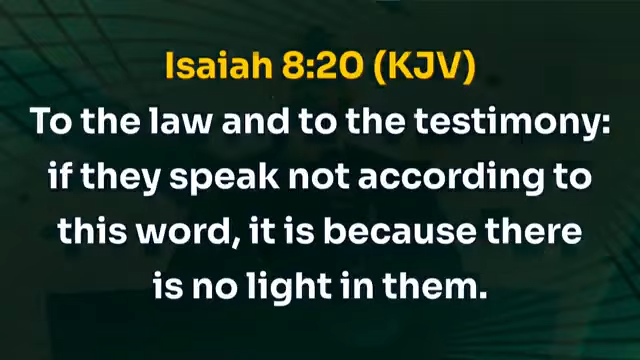 Isaiah 8:20 (KJV)
To the law and to the testimony:
if they speak not according to
this word, it is because there
is no light in them.